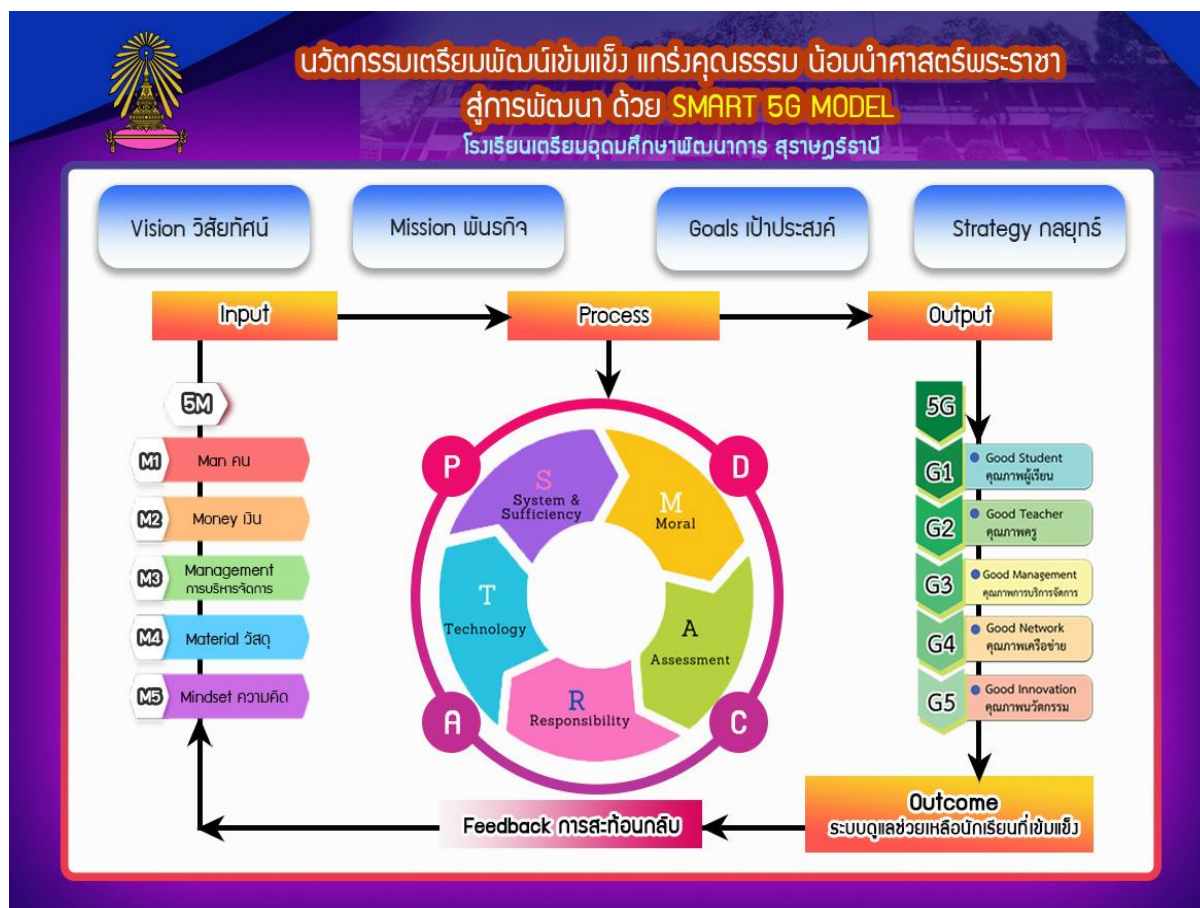 นวัตกรรมเตรียมพัฒน์เข้มแข็ง แกร่งคุณธรรม น้อมนำศาสตร์พระราชา
สู่การพัฒนา ด้วย SMART 5G MODEL
โรงเรียนเตรียมอุดมศึกษาพัฒนาการ สุราษฎร์ธานี
Vision วิสัยทัศน์
Mission พันธกิจ
Goals เป้าประสงค์
Strategy กลยุทธ์
Input
Process
Output
5M
M1 Man คน
M2 Money เงิน
M3 Management
การบริหารจัดการ
M4 Material วัสดุ
M5 Mindset ความคิด
P
D
C
A
S
System &
Sufficiency
M
Moral
A
Assessment
R
Responsibility
T
Technology
5G
G1 Good Student
คุณภาพผู้เรียน
G2 Good Teacher
คุณภาพครู
G3 Good Management
คุณภาพการบริการจัดการ
G4 Good Network
คุณภาพเครือข่าย
G5 Good Innovation
คุณภาพนวัตกรรม
Outcome
ระบบดูแลช่วยเหลือนักเรียนที่เข้มแข็ง
Feedback การสะท้อนกลับ